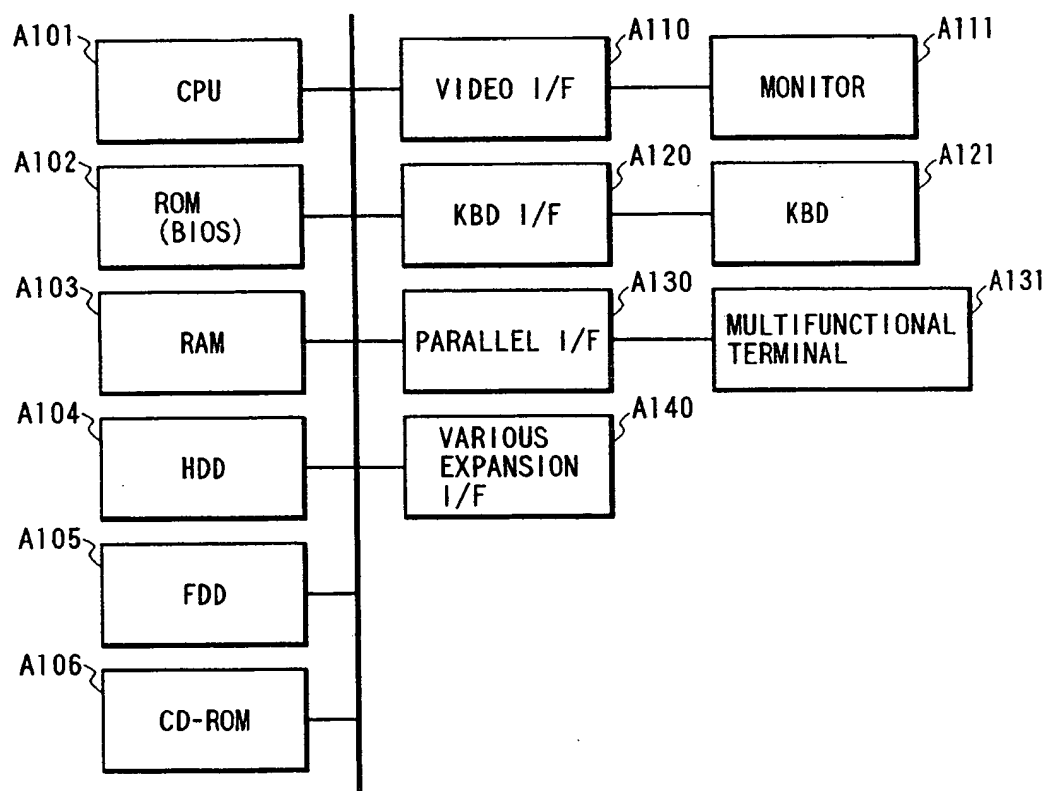 A101
CPU
A110
VIDEO I/F
A111
MONITOR
A102
ROM
(BIOS)
A120
KBD I/F
A121
KBD
A103
RAM
A130
PARALLEL I/F
A131
MULTIFUNCTIONAL
TERMINAL
A104
HDD
A140
VARIOUS
EXPANSION
I/F
A105
FDD
A106
CD-ROM